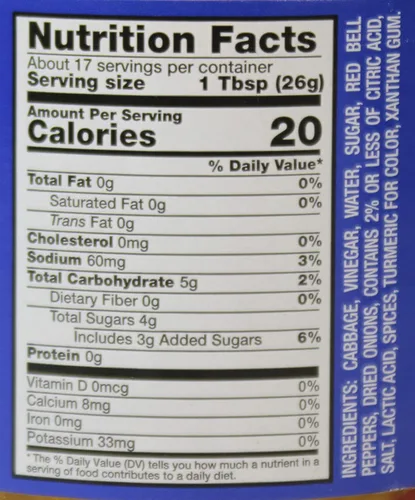 Nutrition Facts
About 17 servings per container
Serving size 1 Tbsp (26g)
Amount Per Serving
Calories 20
% Daily Value*
Total Fat 0g 0%
Saturated Fat 0g 0%
Trans Fat 0g
Cholesterol 0mg 0%
Sodium 60mg 3%
Total Carbohydrate 5g 2%
Dietary Fiber 0g 0%
Total Sugars 4g
Includes 3g Added Sugars 6%
Protein 0g
Vitamin D 0mcg 0%
Calcium 8mg 0%
Iron 0mg 0%
Potassium 33mg 0%
*The % Daily Value (DV) tells you how much a nutrient in a
serving of food contributes to a daily diet.
INGREDIENTS: CABBAGE, VINEGAR, WATER, SUGAR, RED BELL
PEPPERS, DRIED ONIONS, CONTAINS 2% OR LESS OF CITRIC ACID,
SALT, LACTIC ACID, SPICES, TURMERIC FOR COLOR, XANTHAN GUM.